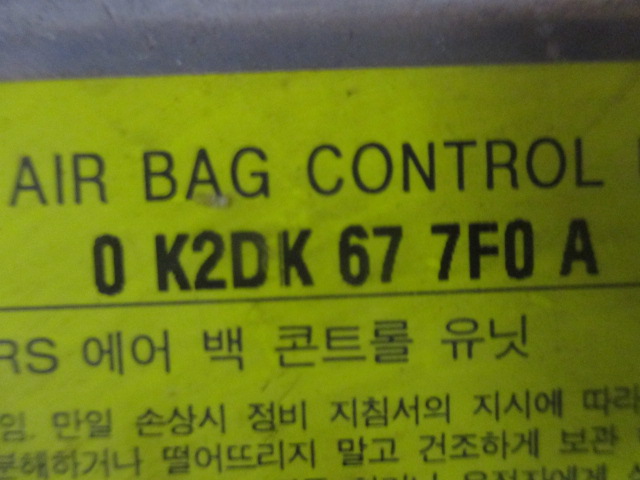 AIR BAG CONTROL
0 K2DK 67 7F0 A
RS 에어 백 콘트롤 유닛
임. 만일 손상시 정비 지침서의 지시에 따라
분해하거나 떨어뜨리지 말고 건조하게 보관